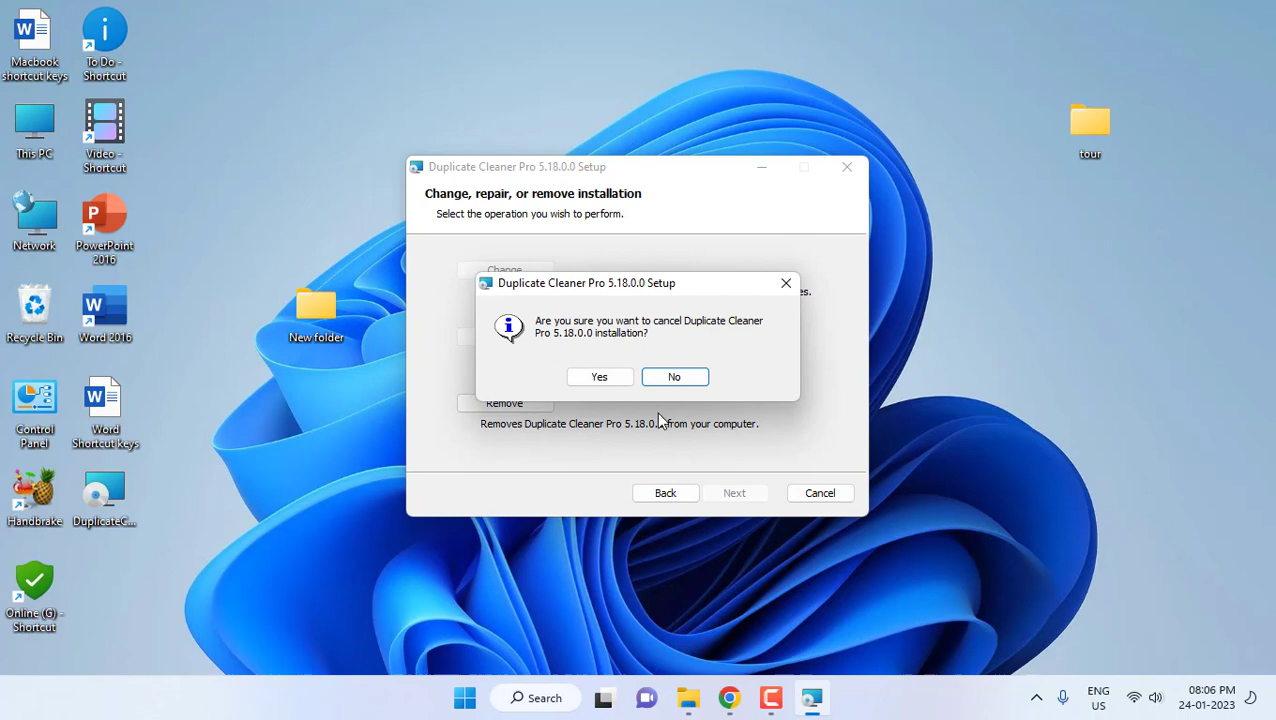 Macbook
shortcut keys
To Do -
Shortcut
This PC
Video -
Shortcut
Network
PowerPoint
2016
Recycle Bin
Word 2016
Control
Panel
Word
Shortcut keys
Handbrake
DuplicateC...
Online (G) -
Shortcut
New folder
tour
Duplicate Cleaner Pro 5.18.0.0 Setup
Change, repair, or remove installation
Select the operation you wish to perform.
Change
es.
Duplicate Cleaner Pro 5.18.0.0 Setup
Are you sure you want to cancel Duplicate Cleaner
Pro 5.18.0.0 installation?
Yes
No
Remove
Removes Duplicate Cleaner Pro 5.18.0. from your computer.
Back
Next
Cancel
Search
ENG
US
08:06 PM
24-01-2023